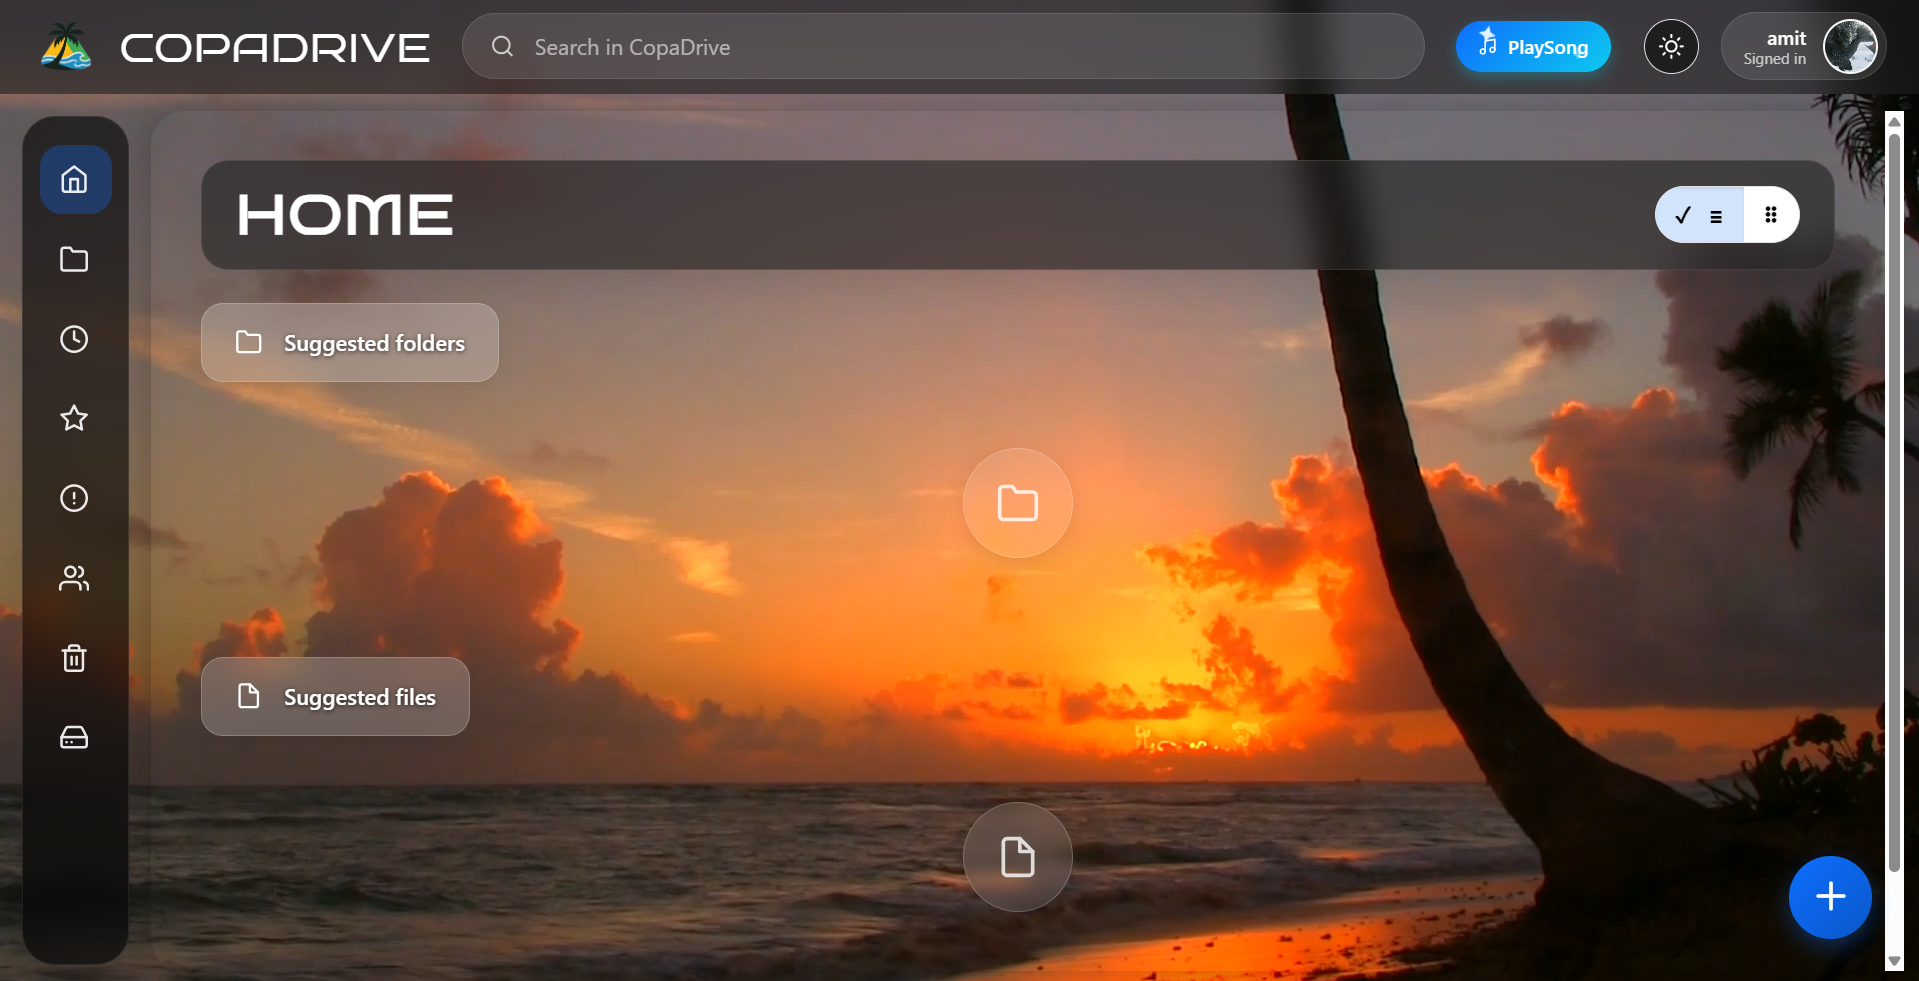 COPADRIVE
Search in CopaDrive
PlaySong
amit
Signed in
HOME
Suggested folders
Suggested files